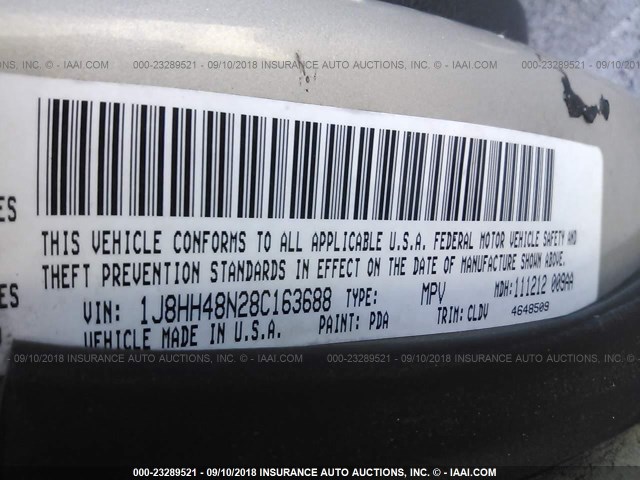 000-23289521 - 09/10/2018 INSURANCE AUTO AUCTIONS, INC. - IAAI.COM
ES
THIS VEHICLE CONFORMS TO ALL APPLICABLE U.S.A. FEDERAL MOTOR VEHICLE SAFETY AND
THEFT PREVENTION STANDARDS IN EFFECT ON THE DATE OF MANUFACTURE SHOWN ABOVE.
ES
VIN: 1J8HH48N28C163688 TYPE: MPV MDH:111212 009AA
VEHICLE MADE IN U.S.A. PAINT: PDA TRIM: CLDV 4648509
000-23289521 - 09/10/2018 INSURANCE AUTO AUCTIONS, INC. - IAAI.COM
000-23289521 - 09/10/2018 INSURANCE AUTO AUCTIONS, INC. - IAAI.COM